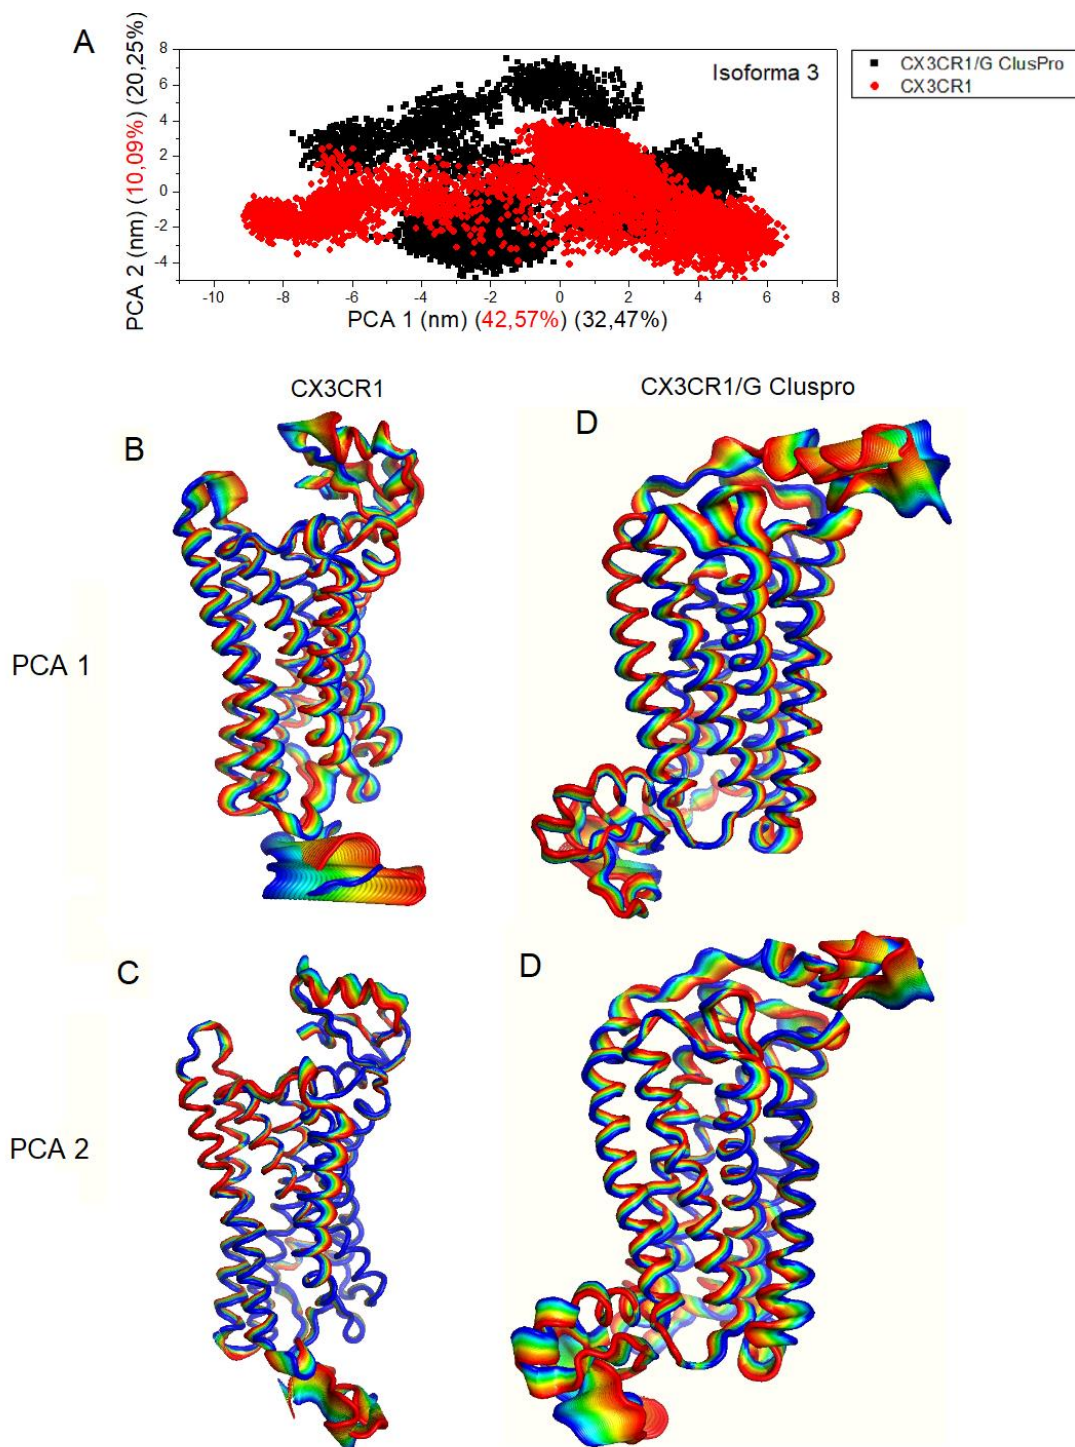 A
Isoforma 3
CX3CR1/G ClusPro
CX3CR1
PCA 2 (nm) (10,09%) (20,25%)
8
6
4
2
0
-2
-4
-10 -8 -6 -4 -2 0 2 4 6 8
PCA 1 (nm) (42,57%) (32,47%)
CX3CR1
CX3CR1/G Cluspro
B
D
PCA 1
C
D
PCA 2